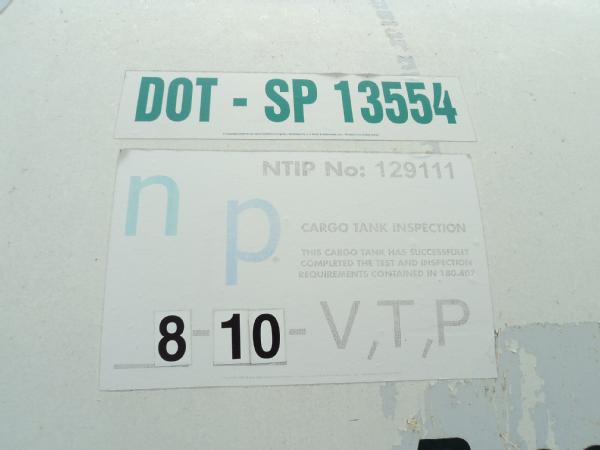 DOT - SP 13554
NTIP No: 129111
n p
CARGO TANK INSPECTION
THIS CARGO TANK HAS SUCCESSFULLY
COMPLETED THE TEST AND INSPECTION
REQUIREMENTS CONTAINED IN 180.407
8-10-V,T,P